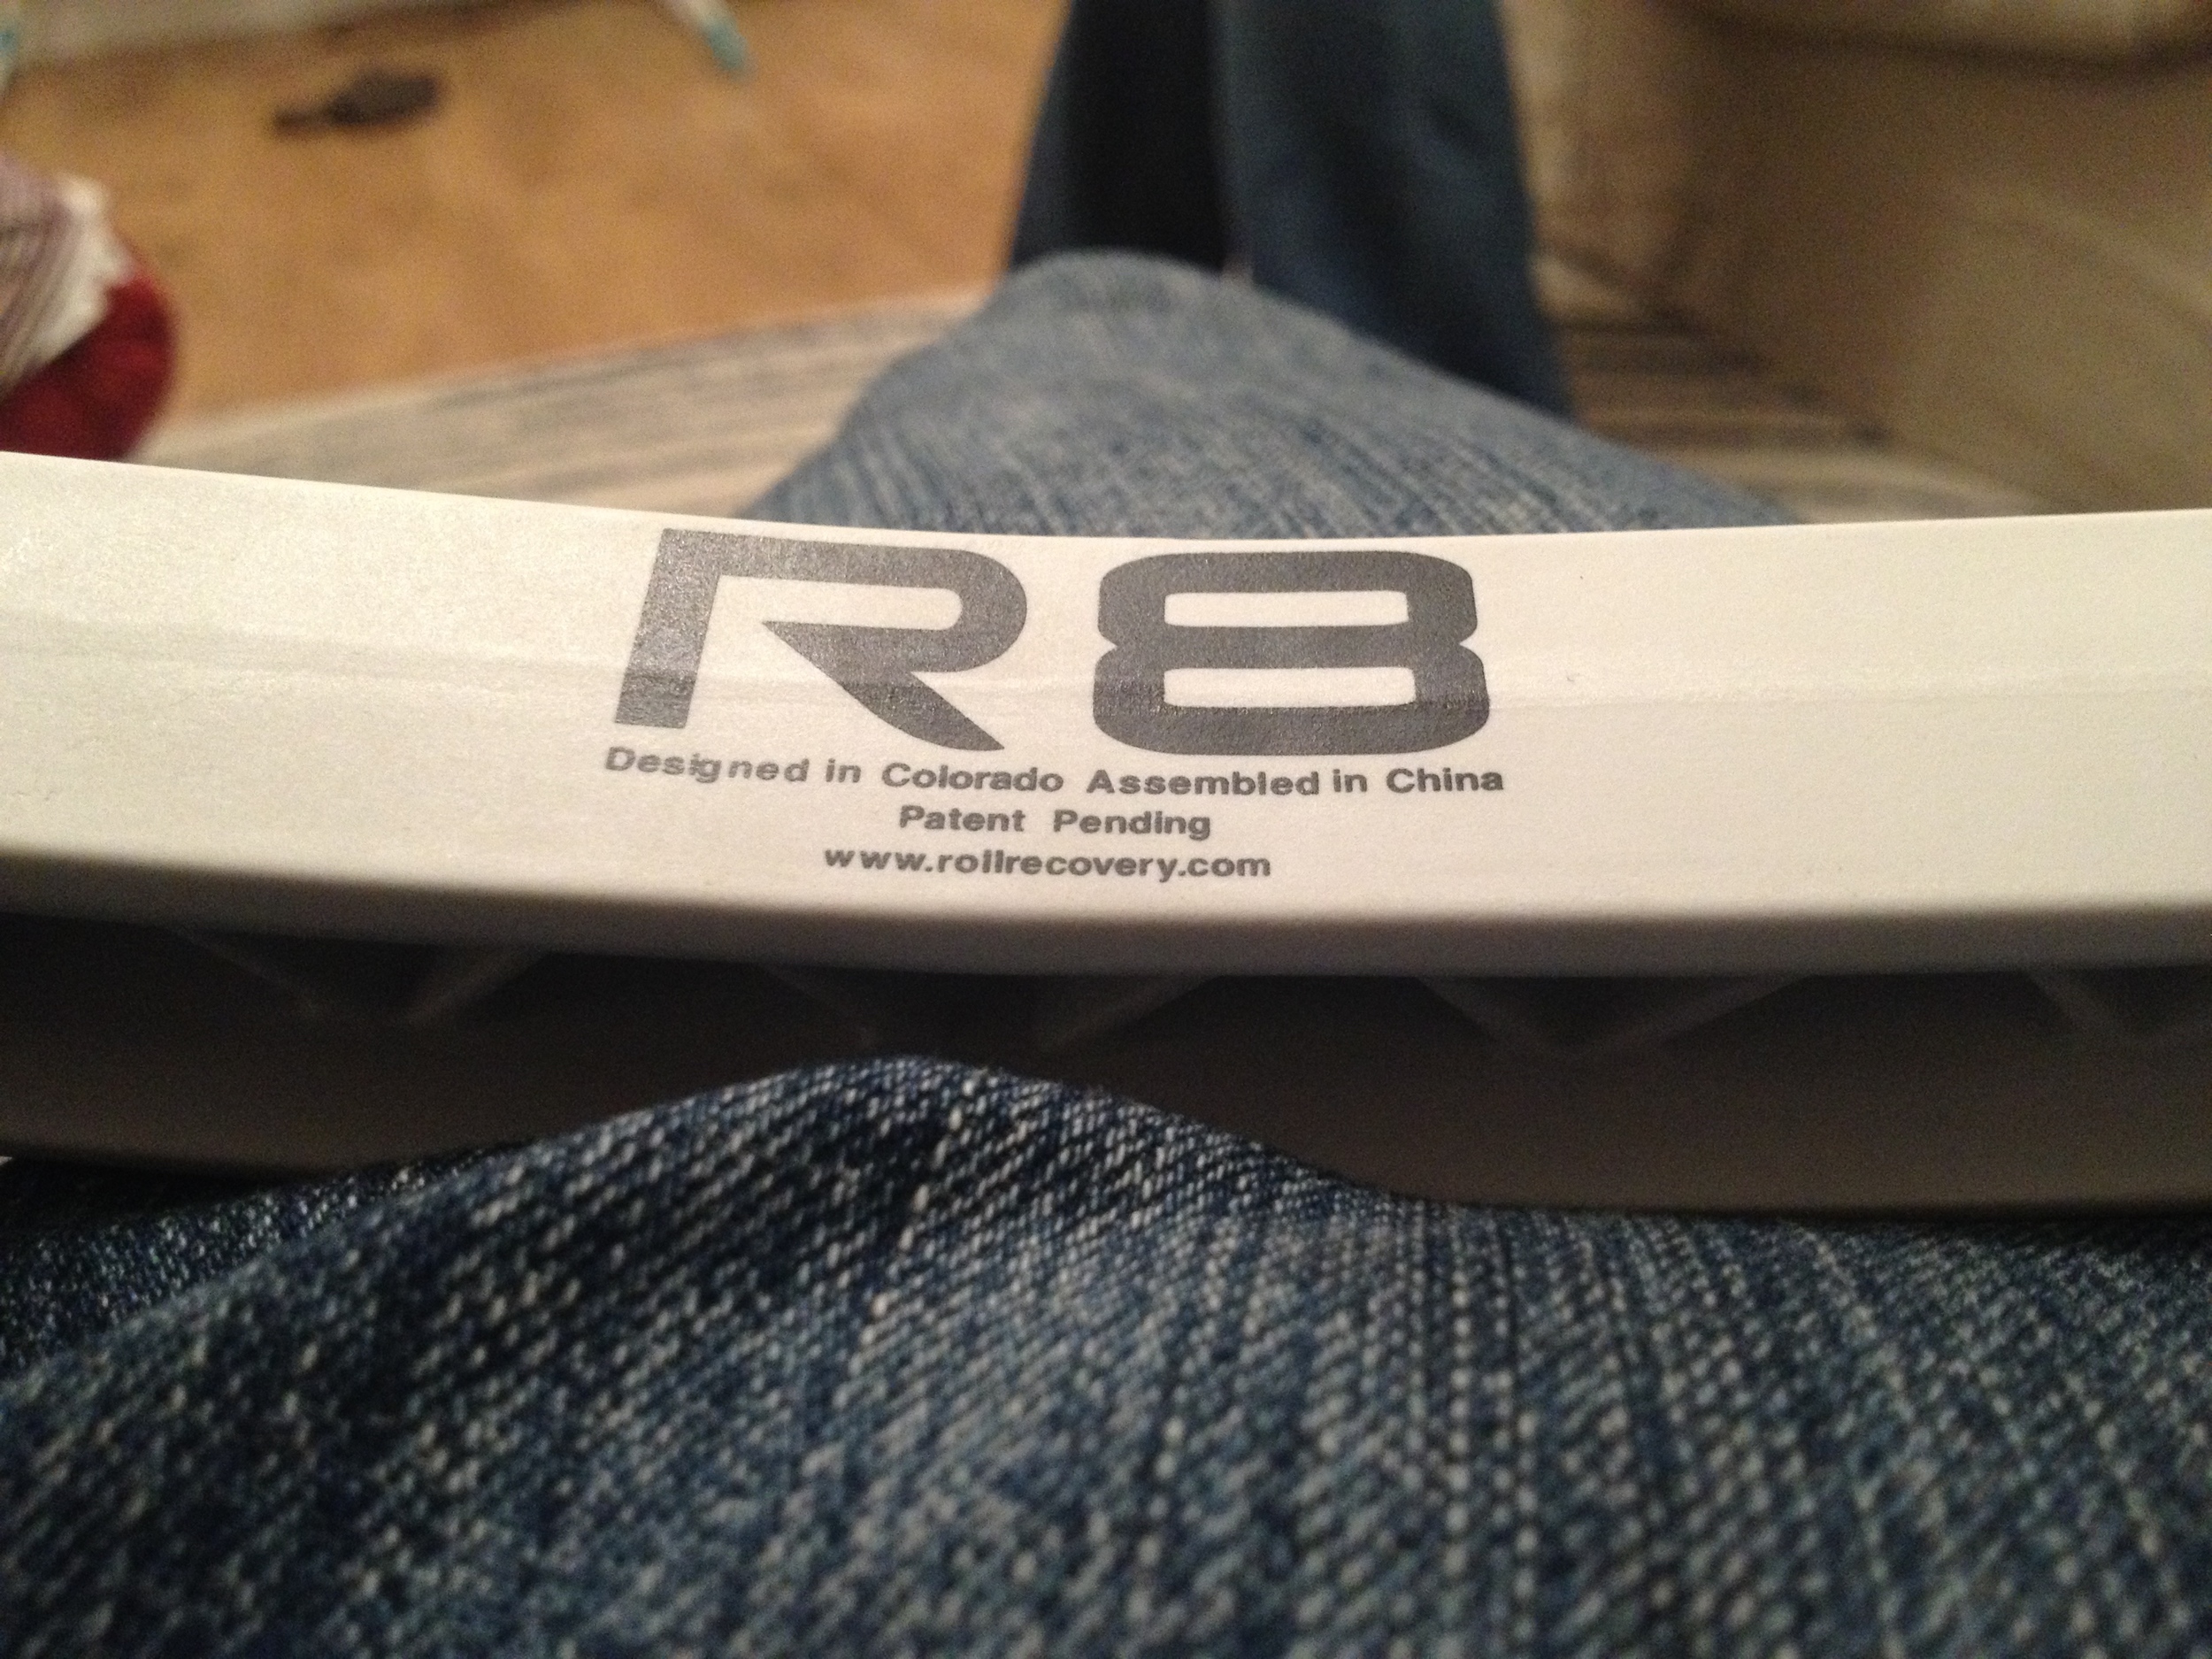 R8
Designed in Colorado Assembled in China
Patent Pending
www.rollrecovery.com